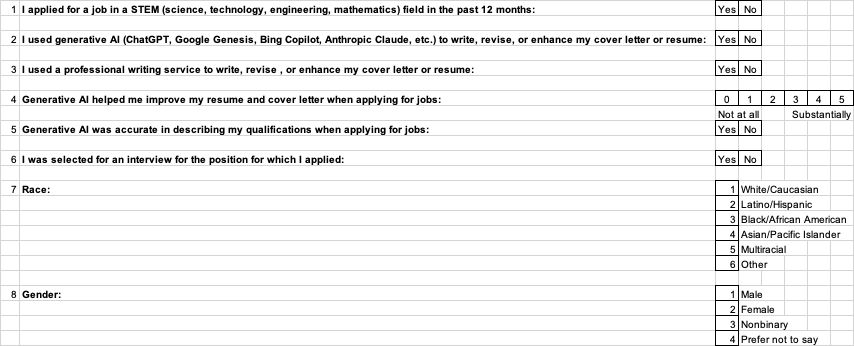 1 I applied for a job in a STEM (science, technology, engineering, mathematics) field in the past 12 months: Yes No
2 I used generative AI (ChatGPT, Google Genesis, Bing Copilot, Anthropic Claude, etc.) to write, revise, or enhance my cover letter or resume: Yes No
3 I used a professional writing service to write, revise , or enhance my cover letter or resume: Yes No
4 Generative AI helped me improve my resume and cover letter when applying for jobs: 0 1 2 3 4 5
Not at all Substantially
5 Generative AI was accurate in describing my qualifications when applying for jobs: Yes No
6 I was selected for an interview for the position for which I applied: Yes No
7 Race: 1 White/Caucasian
2 Latino/Hispanic
3 Black/African American
4 Asian/Pacific Islander
5 Multiracial
6 Other
8 Gender: 1 Male
2 Female
3 Nonbinary
4 Prefer not to say